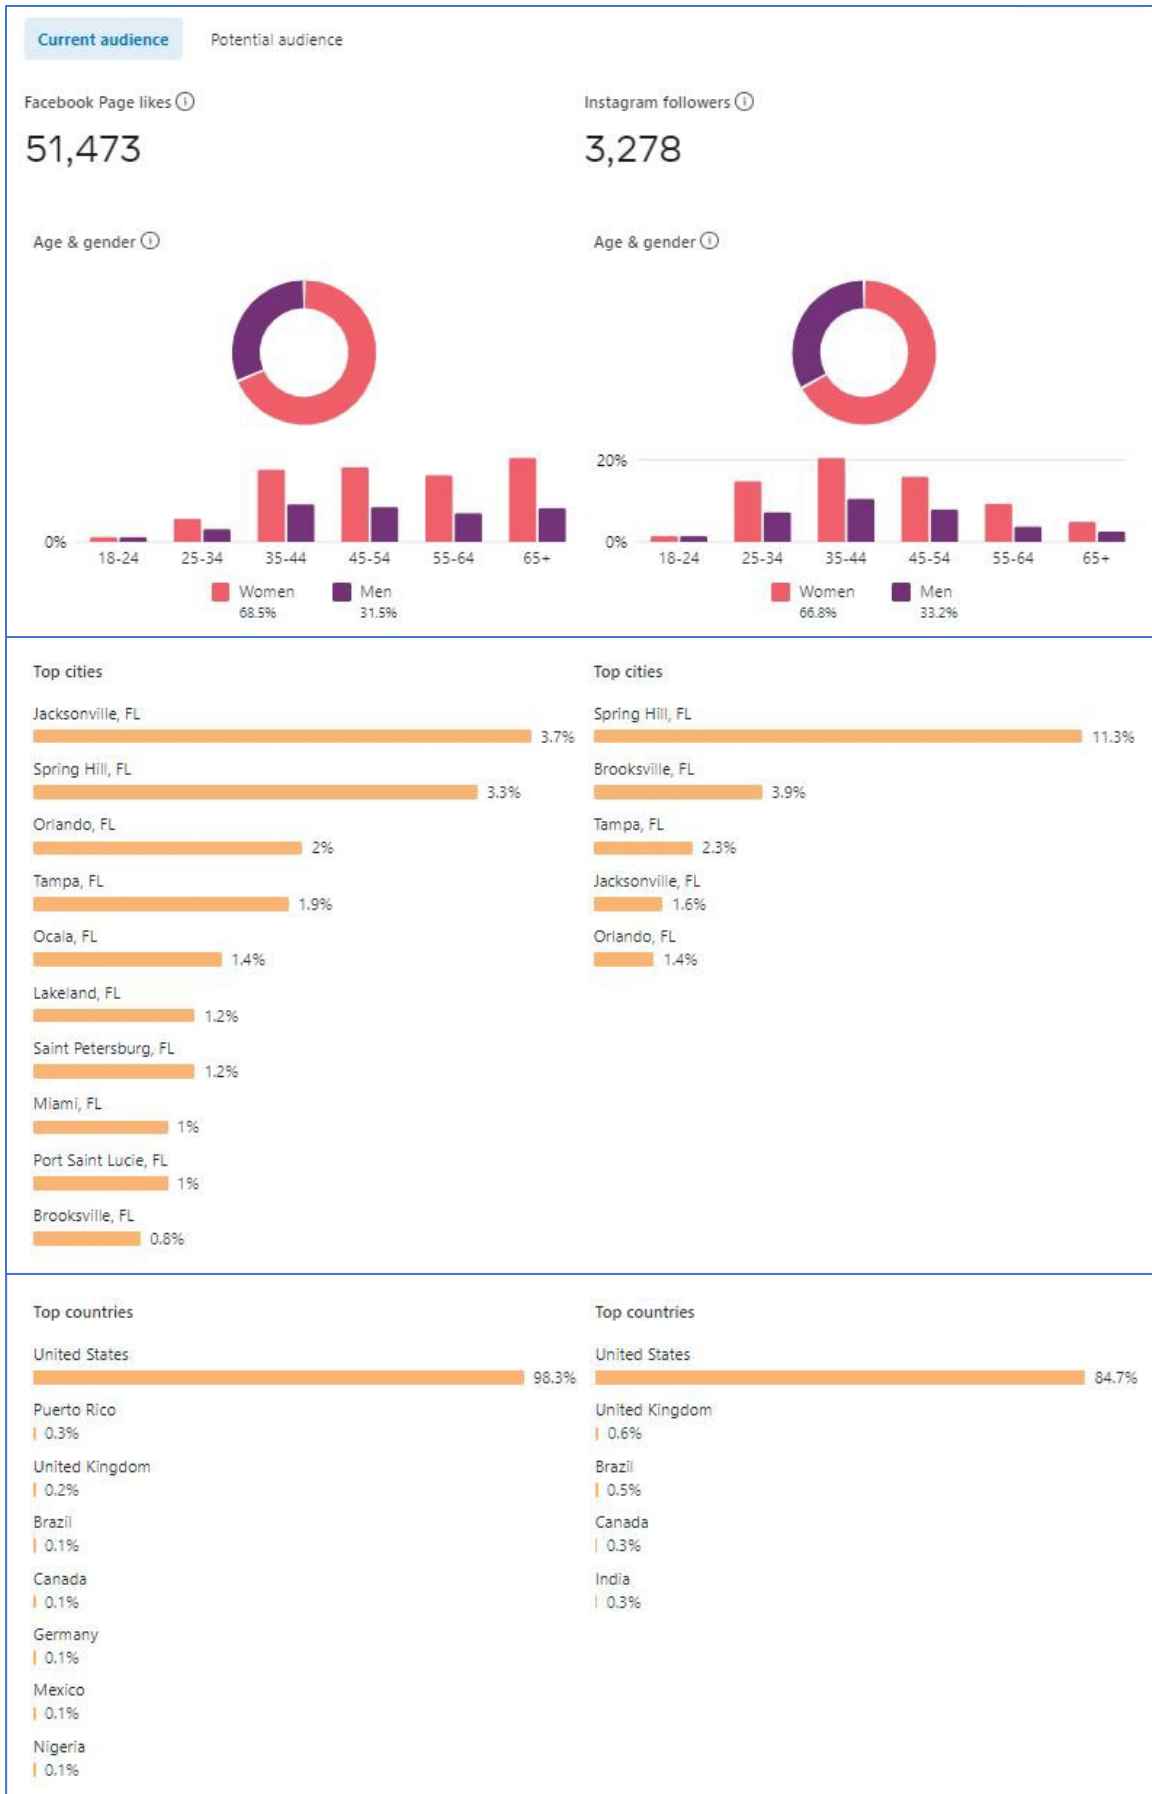 Current audience
Potential audience
Facebook Page likes
51,473
Age & gender
0%
18-24 25-34 35-44 45-54 55-64 65+
Women Men
68.5% 31.5%
Instagram followers
3,278
Age & gender
20%
0%
18-24 25-34 35-44 45-54 55-64 65+
Women Men
66.8% 33.2%
Top cities
Jacksonville, FL
3.7%
Spring Hill, FL
3.3%
Orlando, FL
2%
Tampa, FL
1.9%
Ocala, FL
1.4%
Lakeland, FL
1.2%
Saint Petersburg, FL
1.2%
Miami, FL
1%
Port Saint Lucie, FL
1%
Brooksville, FL
0.8%
Top cities
Spring Hill, FL
11.3%
Brooksville, FL
3.9%
Tampa, FL
2.3%
Jacksonville, FL
1.6%
Orlando, FL
1.4%
Top countries
United States
98.3%
Puerto Rico
0.3%
United Kingdom
0.2%
Brazil
0.1%
Canada
0.1%
Germany
0.1%
Mexico
0.1%
Nigeria
0.1%
Top countries
United States
84.7%
United Kingdom
0.6%
Brazil
0.5%
Canada
0.3%
India
0.3%